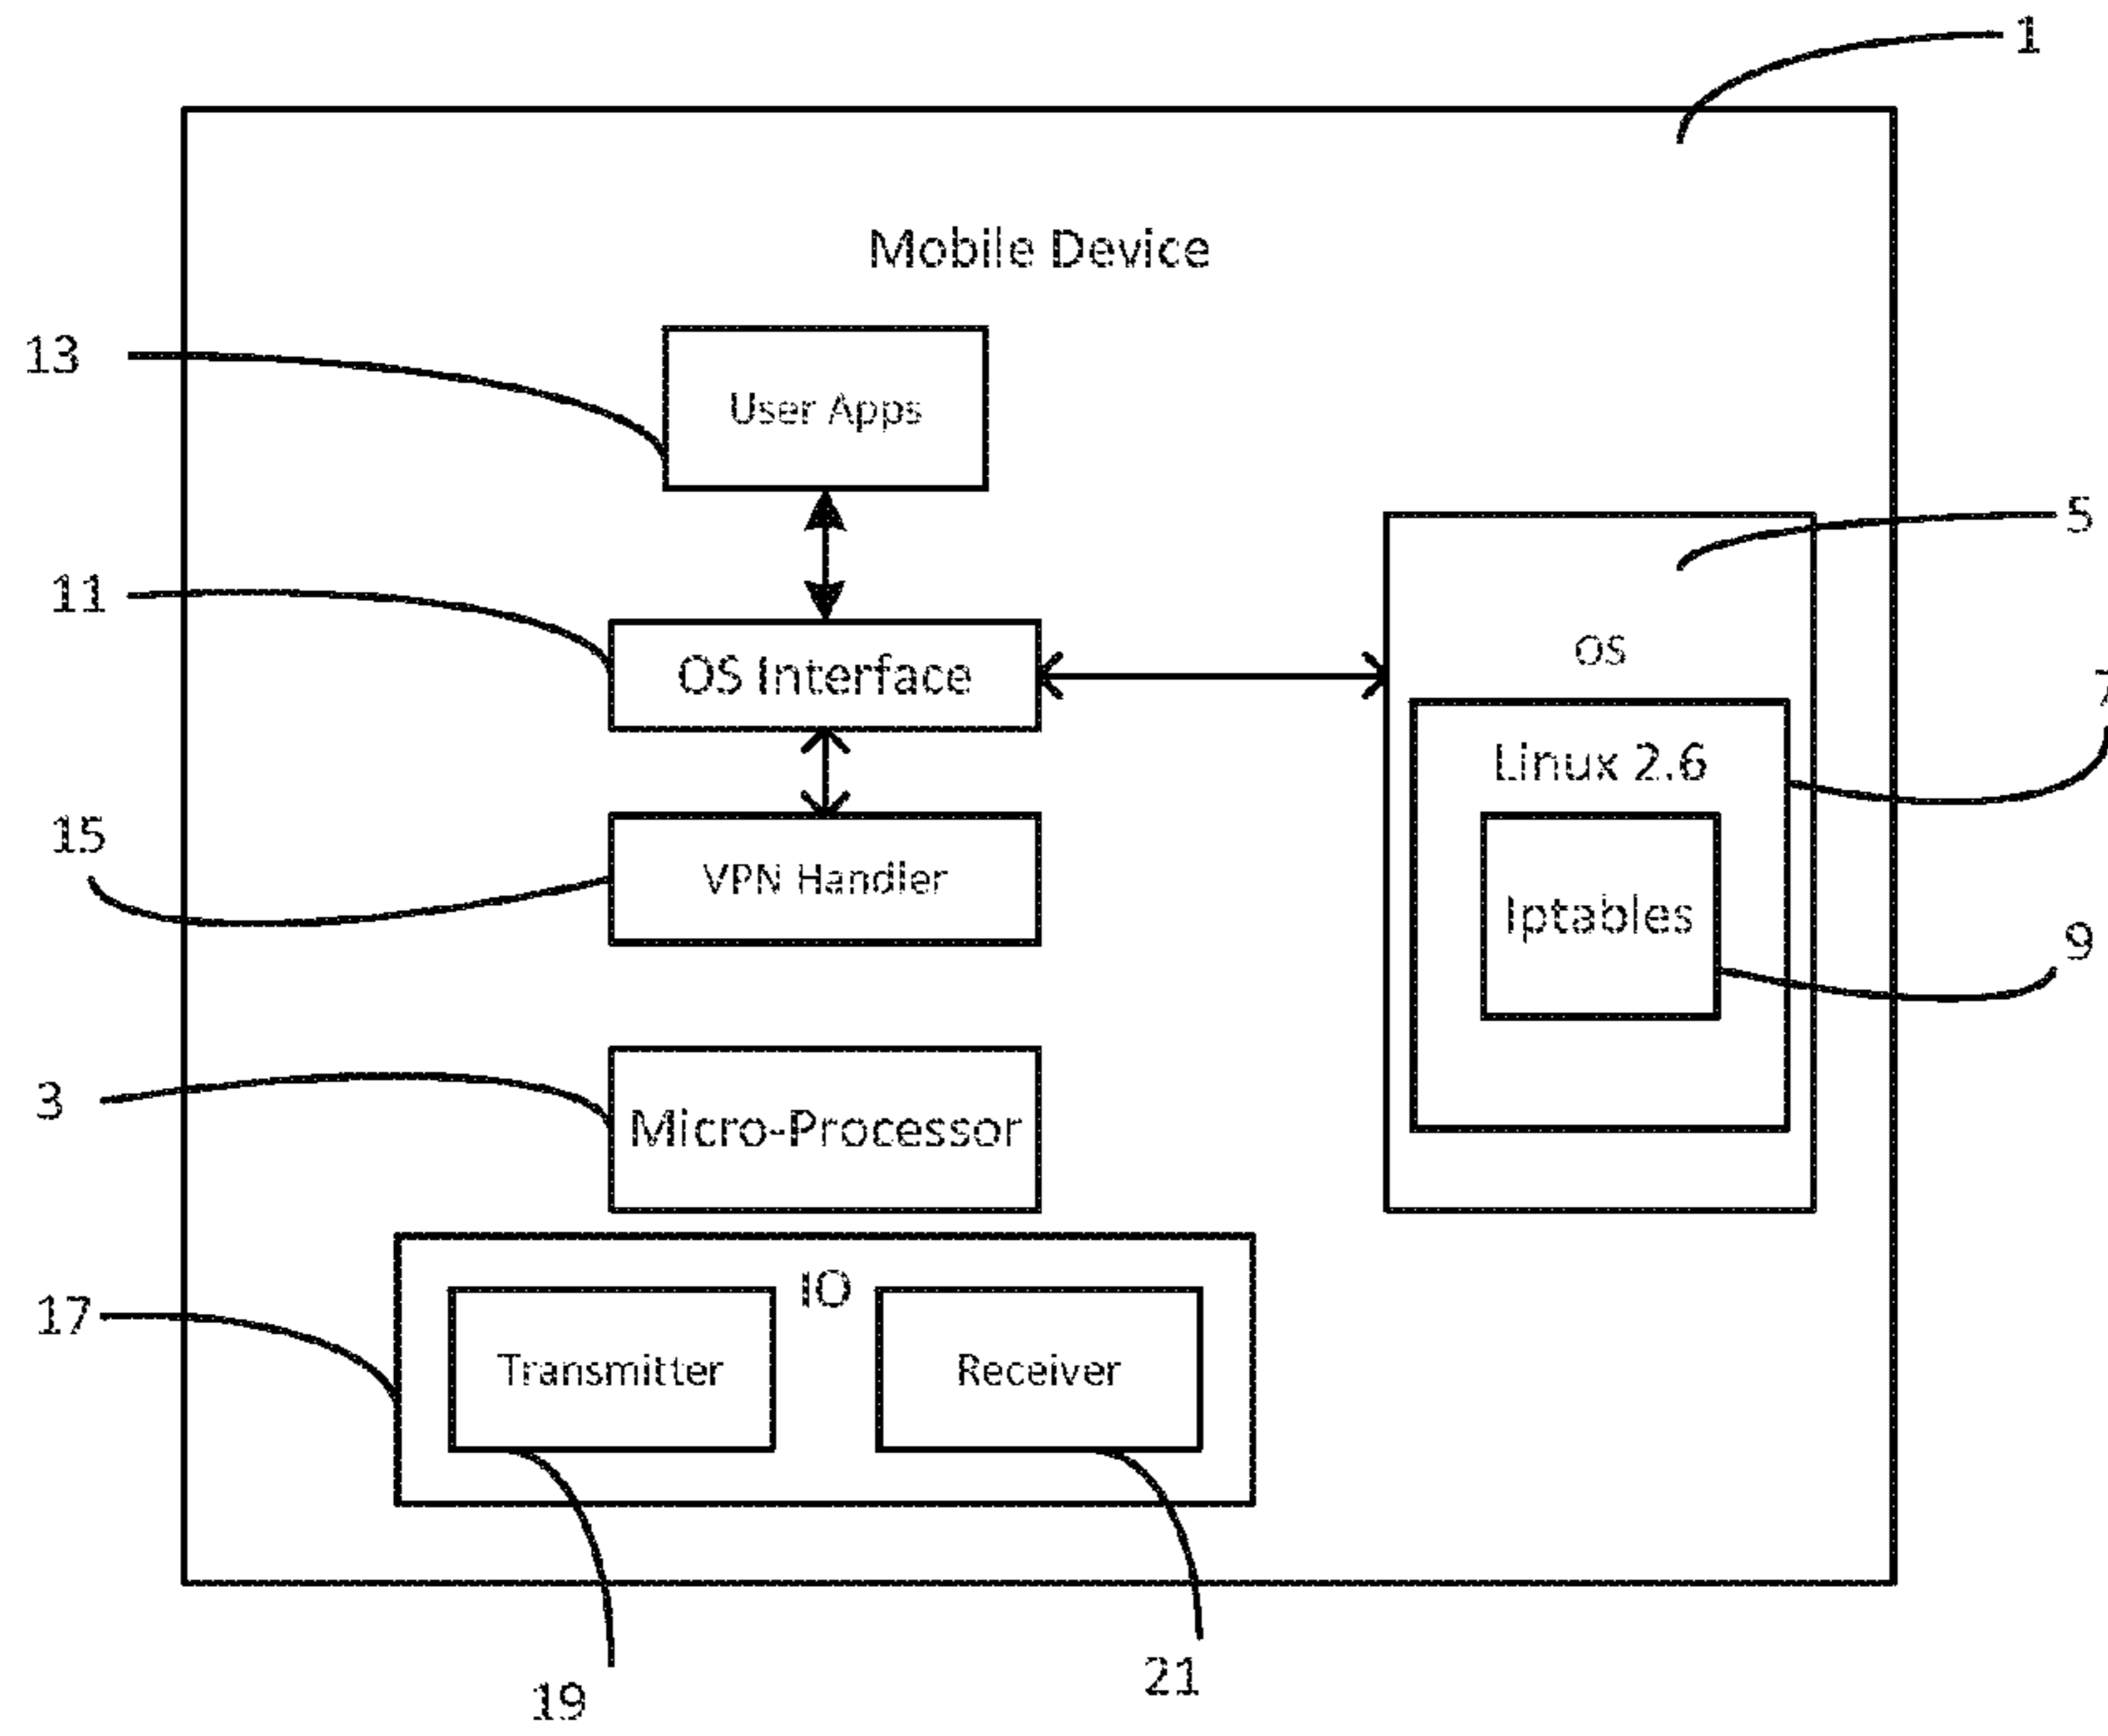 1
Mobile Device
13
User Apps
5
11
OS Interface
OS
7
Linux 2.6
15
VPN Handler
Iptables
9
3
Micro-Processor
17
IO
Transmitter
Receiver
19
21